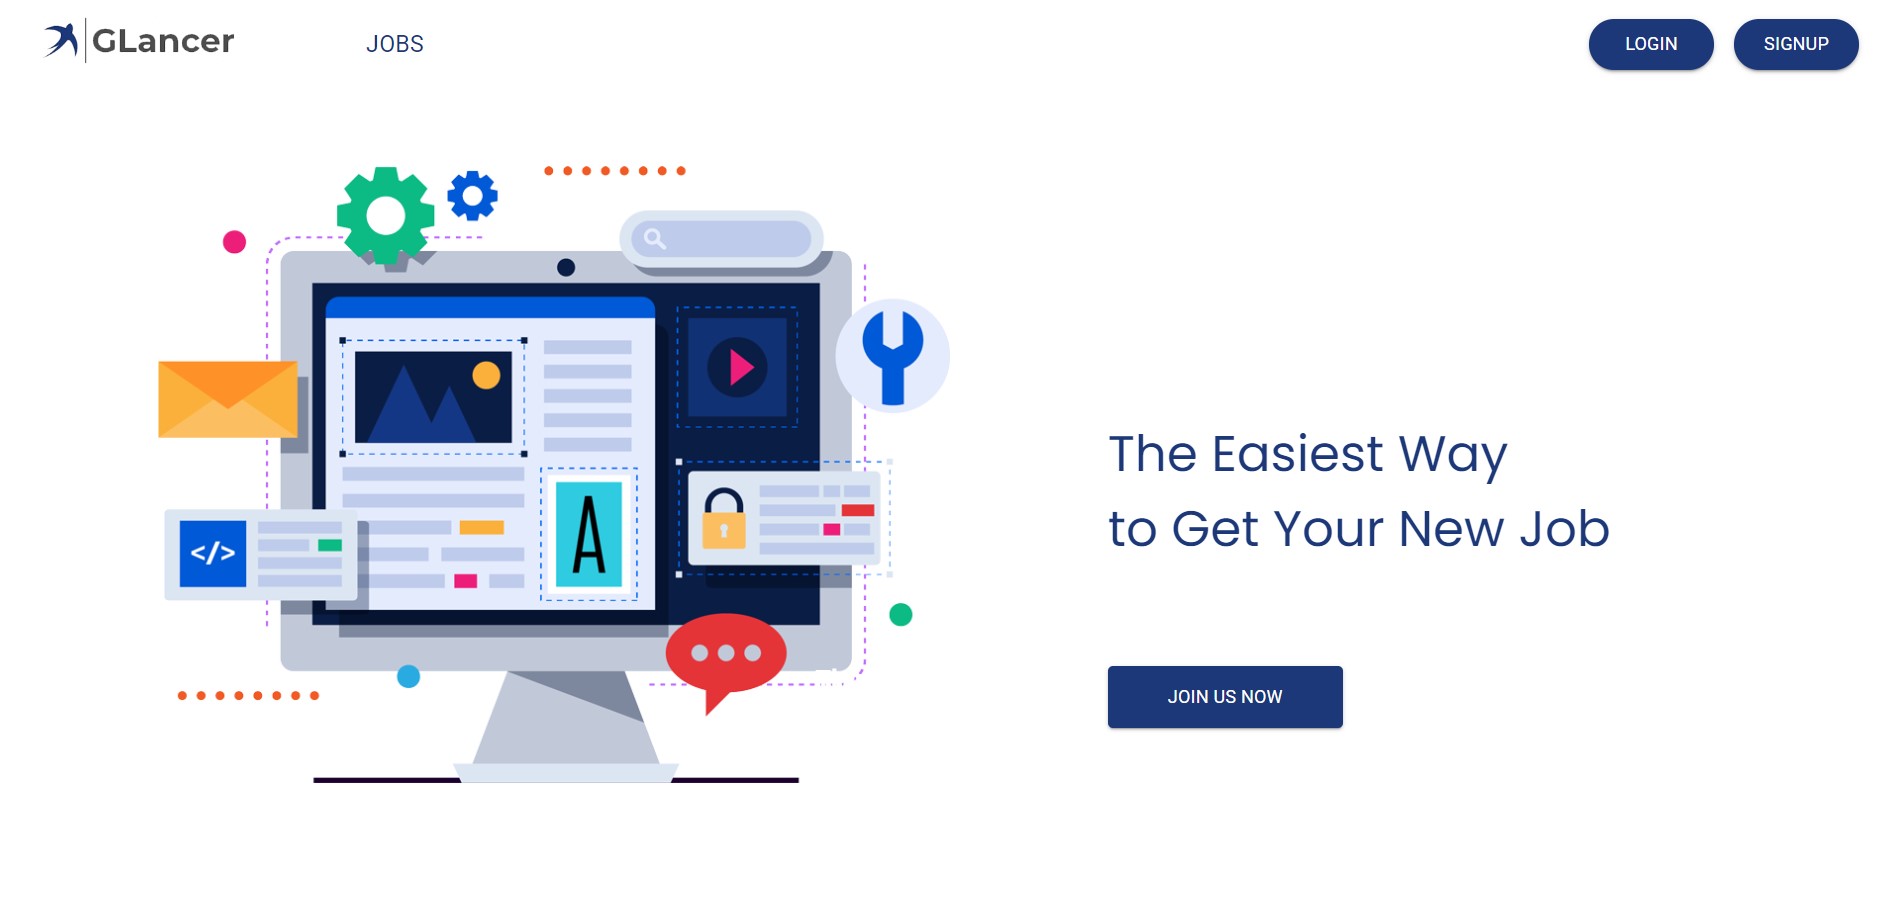 GLancer
JOBS
LOGIN
SIGNUP
</>
A
The Easiest Way
to Get Your New Job
JOIN US NOW